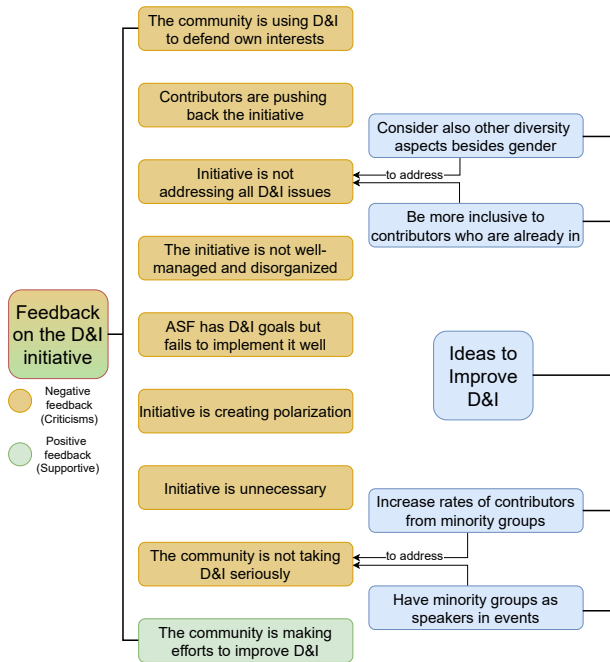 The community is using D&I
to defend own interests
Contributors are pushing
back the initiative
Consider also other diversity
aspects besides gender
to address
Initiative is not
addressing all D&I issues
Be more inclusive to
contributors who are already in
The initiative is not well-
managed and disorganized
Feedback
on the D&I
initiative
ASF has D&I goals but
fails to implement it well
Ideas to
Improve
D&I
Negative
feedback
(Criticisms)
Initiative is creating polarization
Positive
feedback
(Supportive)
Initiative is unnecessary
Increase rates of contributors
from minority groups
to address
The community is not taking
D&I seriously
Have minority groups as
speakers in events
The community is making
efforts to improve D&I